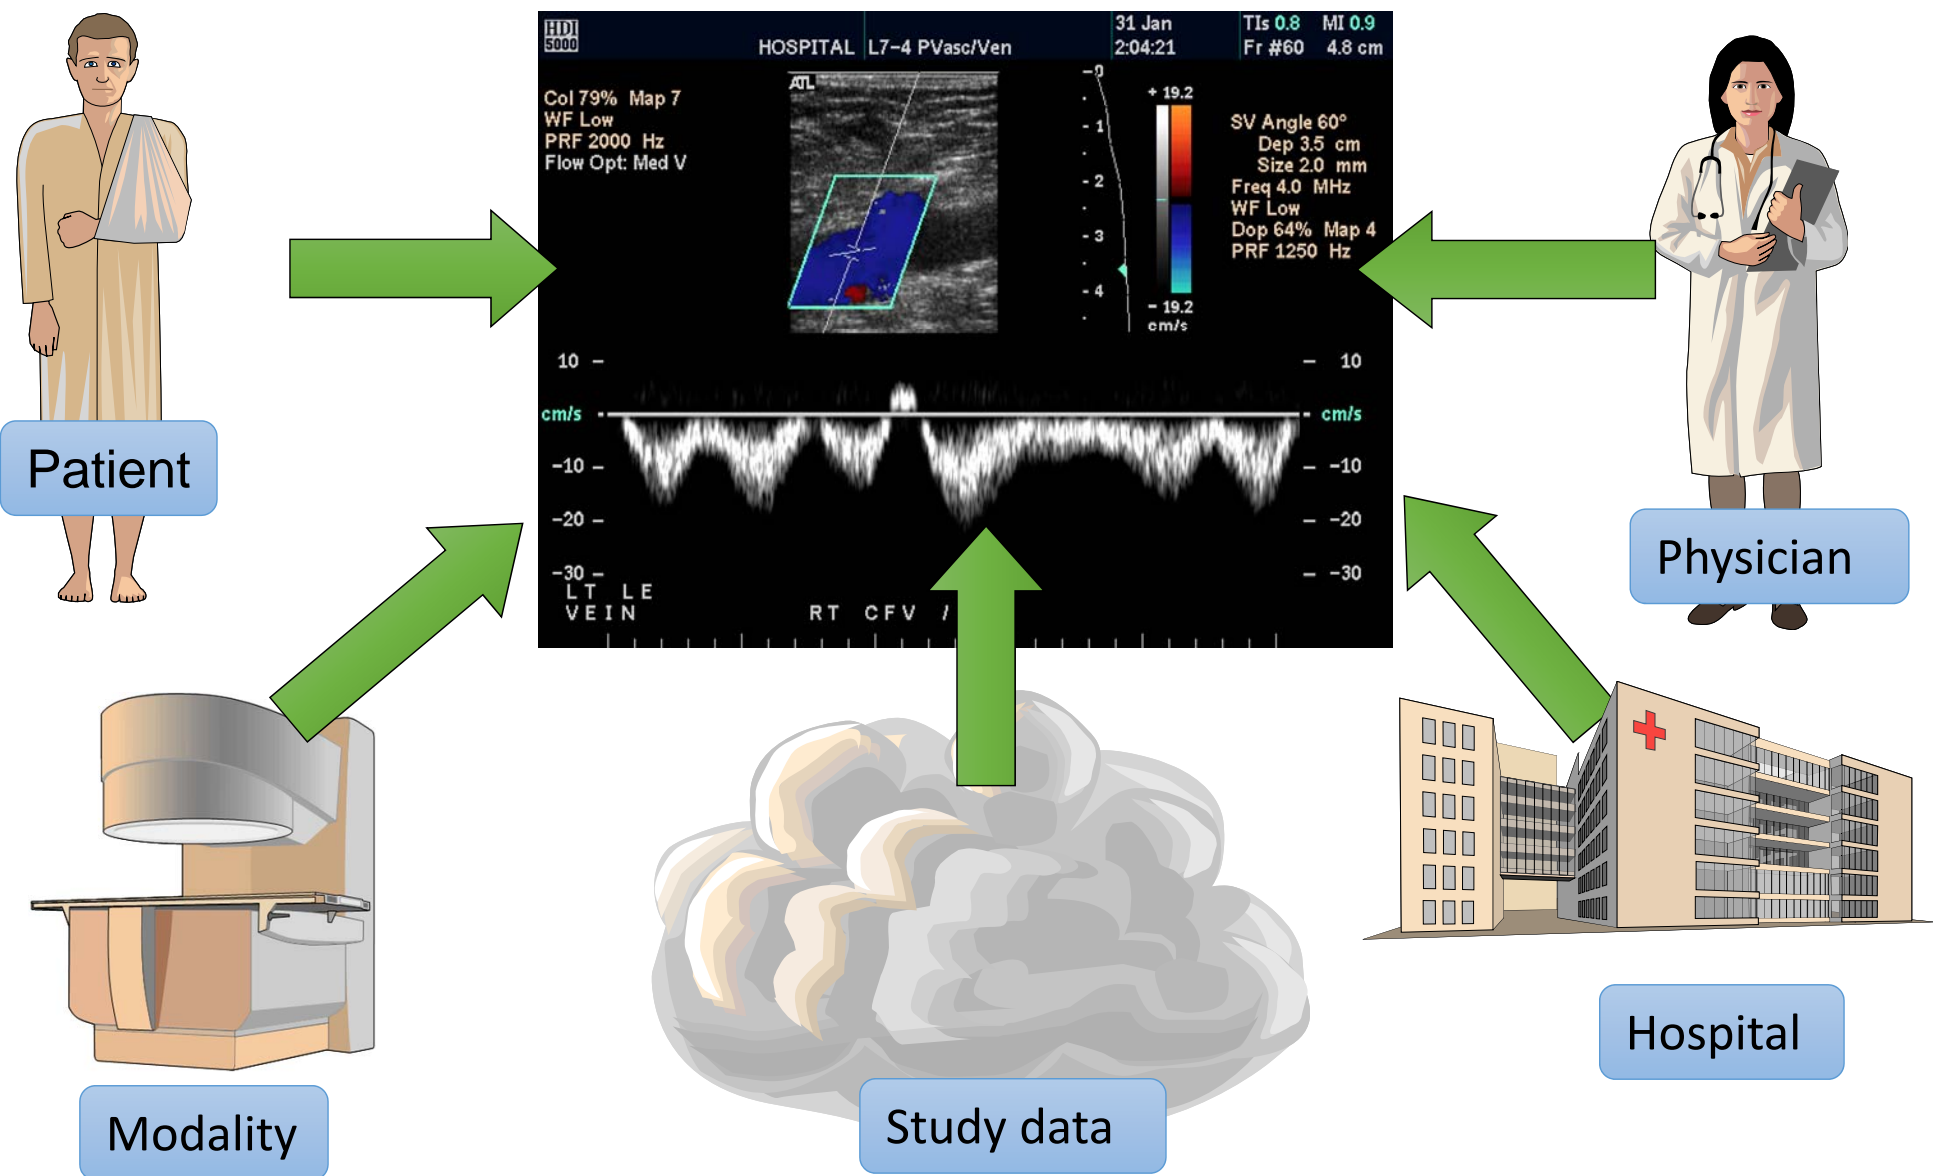 HDI
5000
HOSPITAL L7-4 PVasc/Ven
31 Jan
2:04:21
TIs 0.8 MI 0.9
Fr #60 4.8 cm
Col 79% Map 7
WF Low
PRF 2000 Hz
Flow Opt: Med V
ATL
0
1
2
3
4
+ 19.2
- 19.2
cm/s
SV Angle 60°
Dep 3.5 cm
Size 2.0 mm
Freq 4.0 MHz
WF Low
Dop 64% Map 4
PRF 1250 Hz
10
cm/s
-10
-20
-30
10
cm/s
-10
-20
-30
LT LE
VEIN
RT CFV /
Patient
Physician
Modality
Study data
Hospital